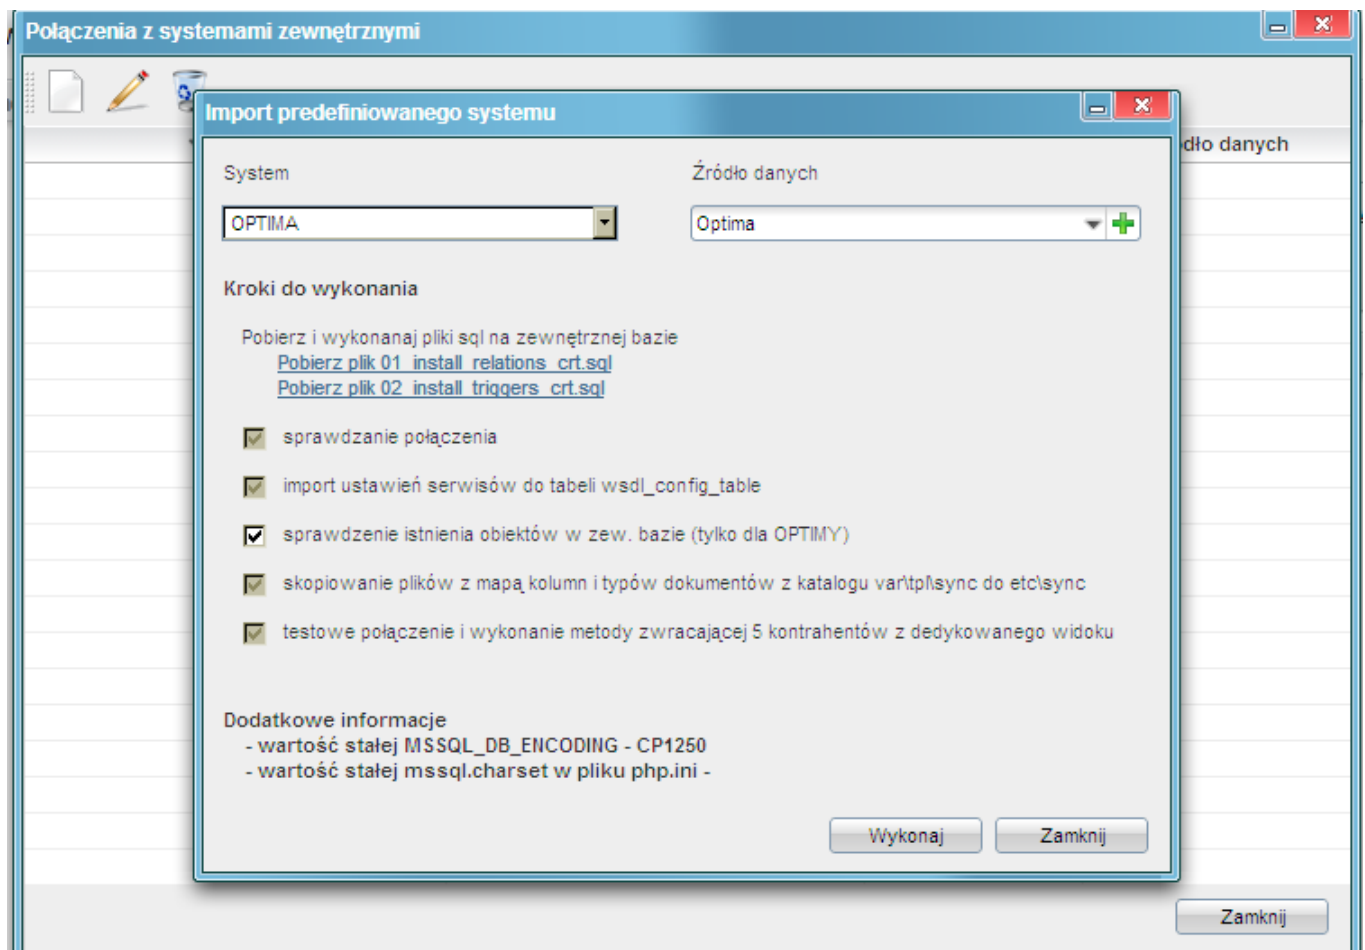 Połączenia z systemami zewnętrznymi
Import predefiniowanego systemu
dło danych
System
Źródło danych
OPTIMA
Optima
Kroki do wykonania
Pobierz i wykonanaj pliki sql na zewnętrznej bazie
Pobierz plik 01_install_relations_crt.sql
Pobierz plik 02_install_triggers_crt.sql
sprawdzanie połączenia
import ustawień serwisów do tabeli wsdl_config_table
sprawdzenie istnienia obiektów w zew. bazie (tylko dla OPTIMY)
skopiowanie plików z mapą kolumn i typów dokumentów z katalogu var\tpl\sync do etc\sync
testowe połączenie i wykonanie metody zwracającej 5 kontrahentów z dedykowanego widoku
Dodatkowe informacje
- wartość stałej MSSQL_DB_ENCODING - CP1250
- wartość stałej mssql.charset w pliku php.ini -
Wykonaj
Zamknij
Zamknij